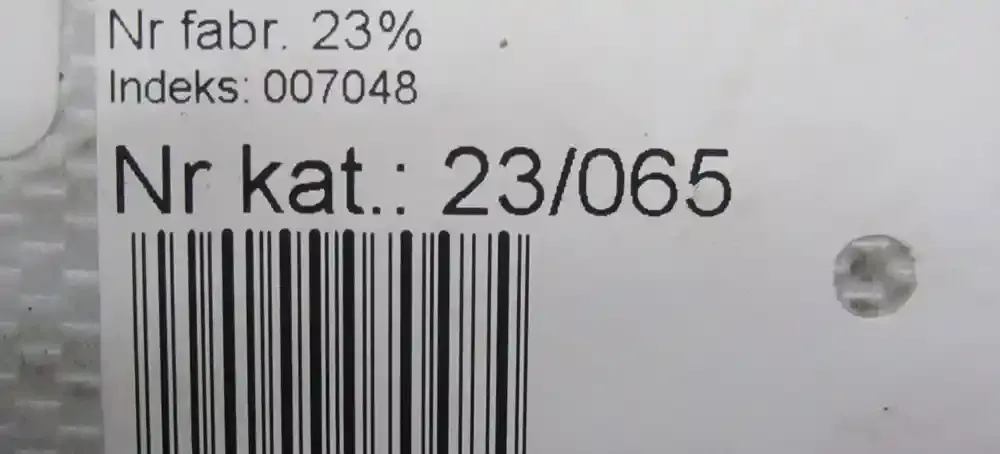 Nr fabr. 23%
Indeks: 007048
Nr kat.: 23/065